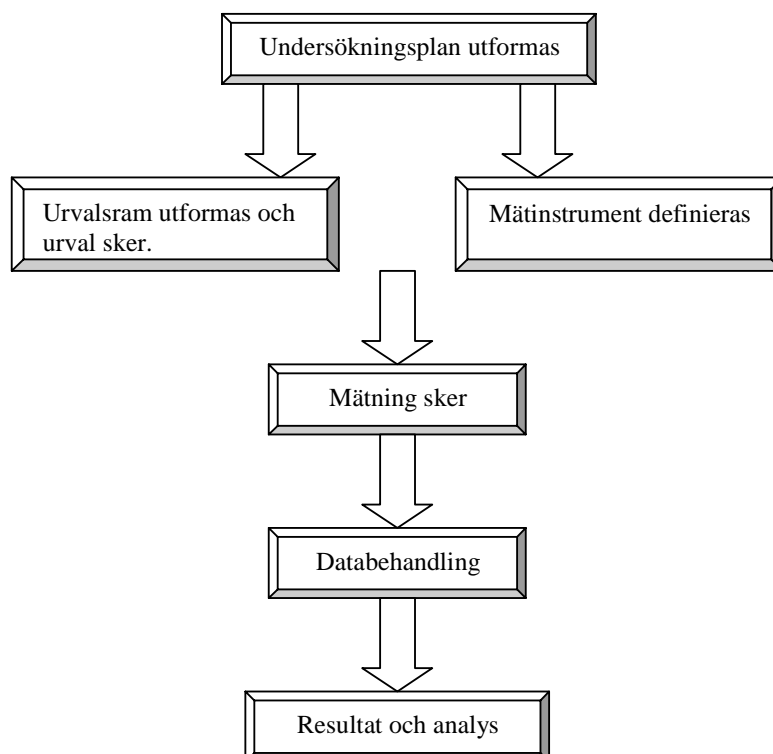 Undersökningsplan utformas
Urvalsram utformas och
urval sker.
Mätinstrument definieras
Mätning sker
Databehandling
Resultat och analys